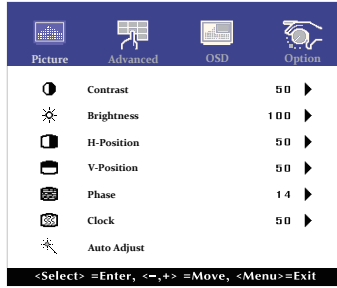 Picture Advanced OSD Option
Contrast 50
Brightness 100
H-Position 50
V-Position 50
Phase 14
Clock 50
Auto Adjust
<Select> =Enter, <-,+> =Move, <Menu>=Exit